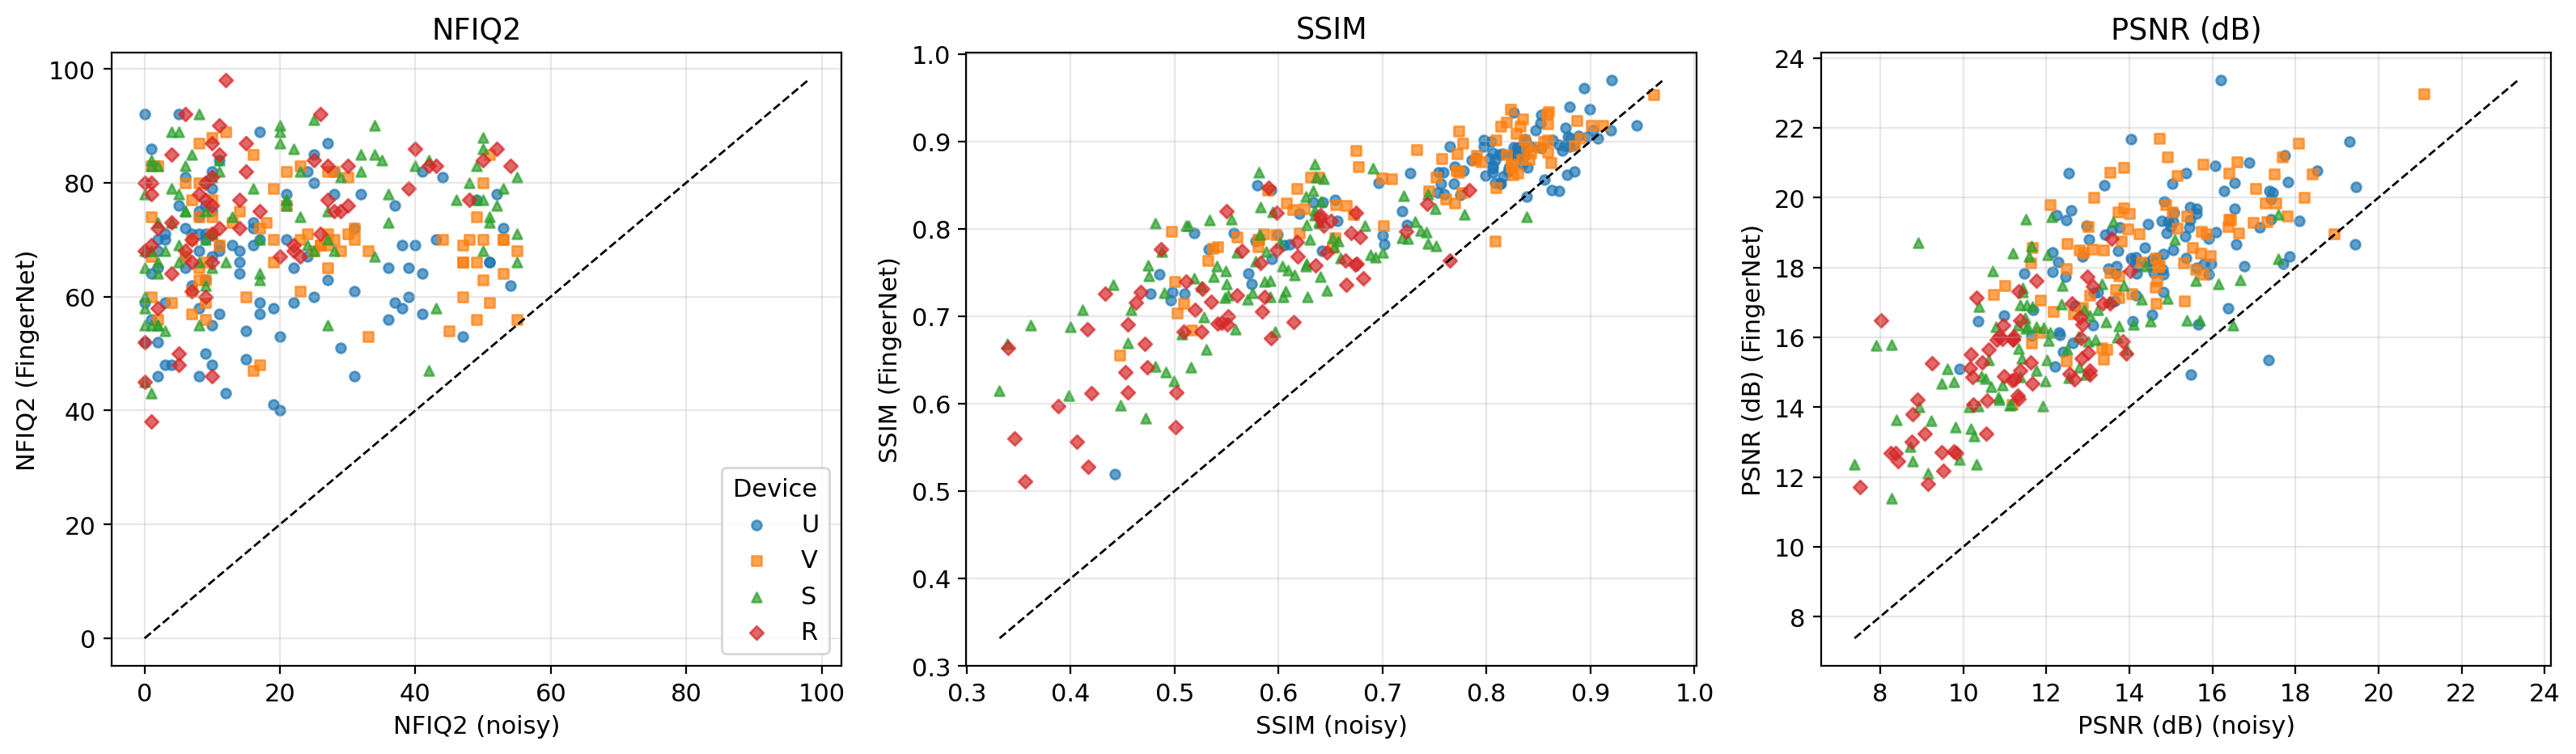 NFIQ2
100
80
60
40
20
0
NFIQ2 (FingerNet)
0 20 40 60 80 100
NFIQ2 (noisy)
Device
U
V
S
R
SSIM
1.0
0.9
0.8
0.7
0.6
0.5
0.4
0.3
SSIM (FingerNet)
0.3 0.4 0.5 0.6 0.7 0.8 0.9 1.0
SSIM (noisy)
PSNR (dB)
24
22
20
18
16
14
12
10
8
PSNR (dB) (FingerNet)
8 10 12 14 16 18 20 22 24
PSNR (dB) (noisy)